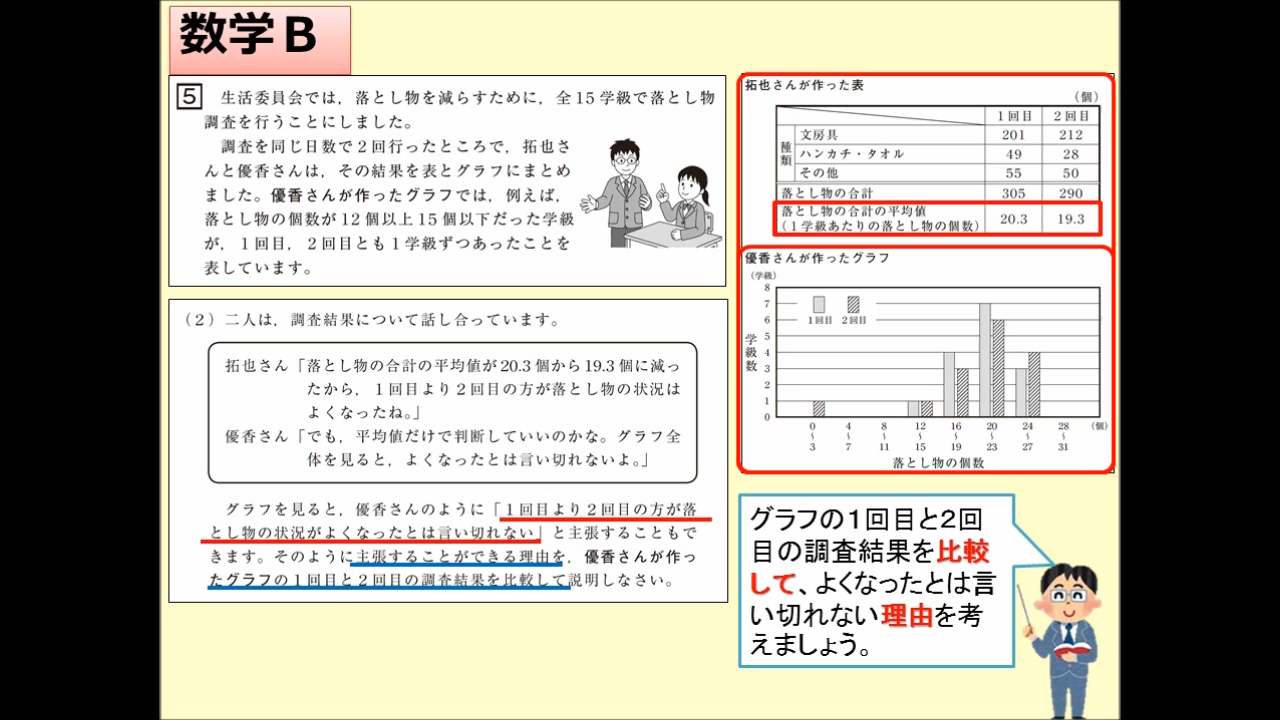 数学B
5 生活委員会では，落とし物を減らすために，全15学級で落とし物
調査を行うことにしました。
調査を同じ日数で2回行ったところで，拓也さ
んと優香さんは，その結果を表とグラフにまとめ
ました。優香さんが作ったグラフでは，例えば，
落とし物の個数が12個以上15個以下だった学級
が，1回目，2回目とも1学級ずつあったことを
表しています。
（2）二人は，調査結果について話し合っています。
拓也さん「落とし物の合計の平均値が20.3個から19.3個に減っ
たから，1回目より2回目の方が落とし物の状況は
よくなったね。」
優香さん「でも，平均値だけで判断していいのかな。グラフ全
体を見ると，よくなったとは言い切れないよ。」
グラフを見ると，優香さんのように「1回目より2回目の方が落
とし物の状況がよくなったとは言い切れない」と主張することもで
きます。そのように主張することができる理由を，優香さんが作っ
たグラフの1回目と2回目の調査結果を比較して説明しなさい。
拓也さんが作った表
（個）
1回目 2回目
種類
文房具 201 212
ハンカチ・タオル 49 28
その他 55 50
落とし物の合計 305 290
落とし物の合計の平均値
（1学級あたりの落とし物の個数） 20.3 19.3
優香さんが作ったグラフ
（学級）
8
7
6
5
4
3
2
1
0
学級数
1回目 2回目
0 4 8 12 16 20 24 28 （個）
〜 〜 〜 〜 〜 〜 〜 〜
3 7 11 15 19 23 27 31
落とし物の個数
グラフの1回目と2回
目の調査結果を比較
して、よくなったとは言
い切れない理由を考
えましょう。